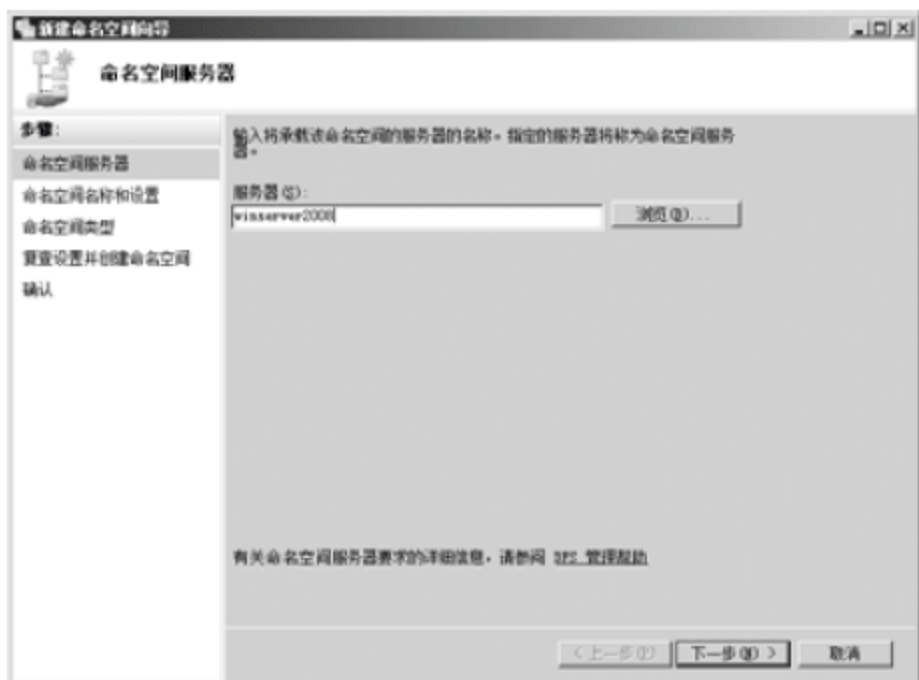 新建命名空间向导
命名空间服务器
步骤:
命名空间服务器
命名空间名称和设置
命名空间类型
复查设置并创建命名空间
确认
输入将承载该命名空间的服务器的名称。指定的服务器将称为命名空间服务
器。
服务器(S):
winserver2008
浏览(B)...
有关命名空间服务器要求的详细信息，请参阅 DFS 管理帮助
<上一步(P)
下一步(N) >
取消